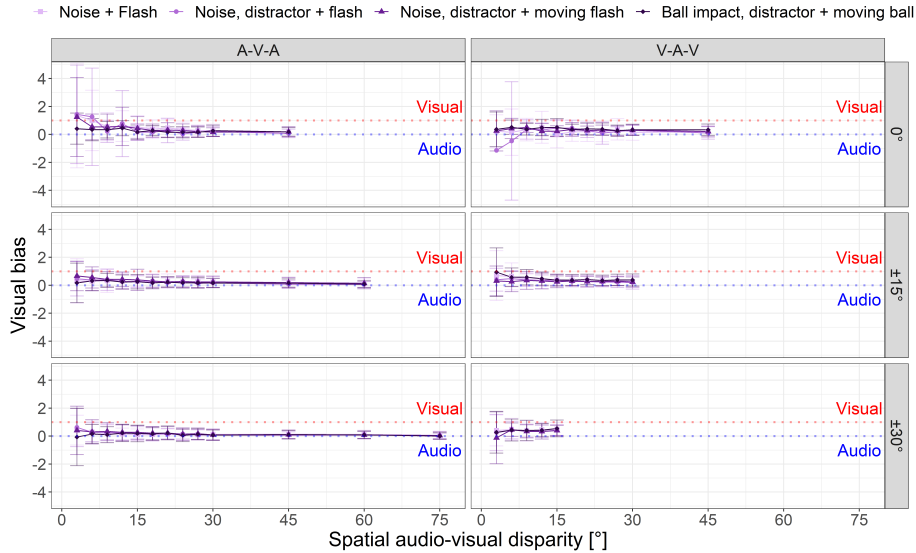 Noise + Flash Noise, distractor + flash Noise, distractor + moving flash Ball impact, distractor + moving ball
A-V-A V-A-V
4
2
0
-2
-4
Visual
Audio
Visual
Audio
0°
4
2
0
-2
-4
Visual
Audio
Visual
Audio
±15°
4
2
0
-2
-4
Visual
Audio
Visual
Audio
±30°
Visual bias
0 15 30 45 60 75 0 15 30 45 60 75
Spatial audio-visual disparity [°]